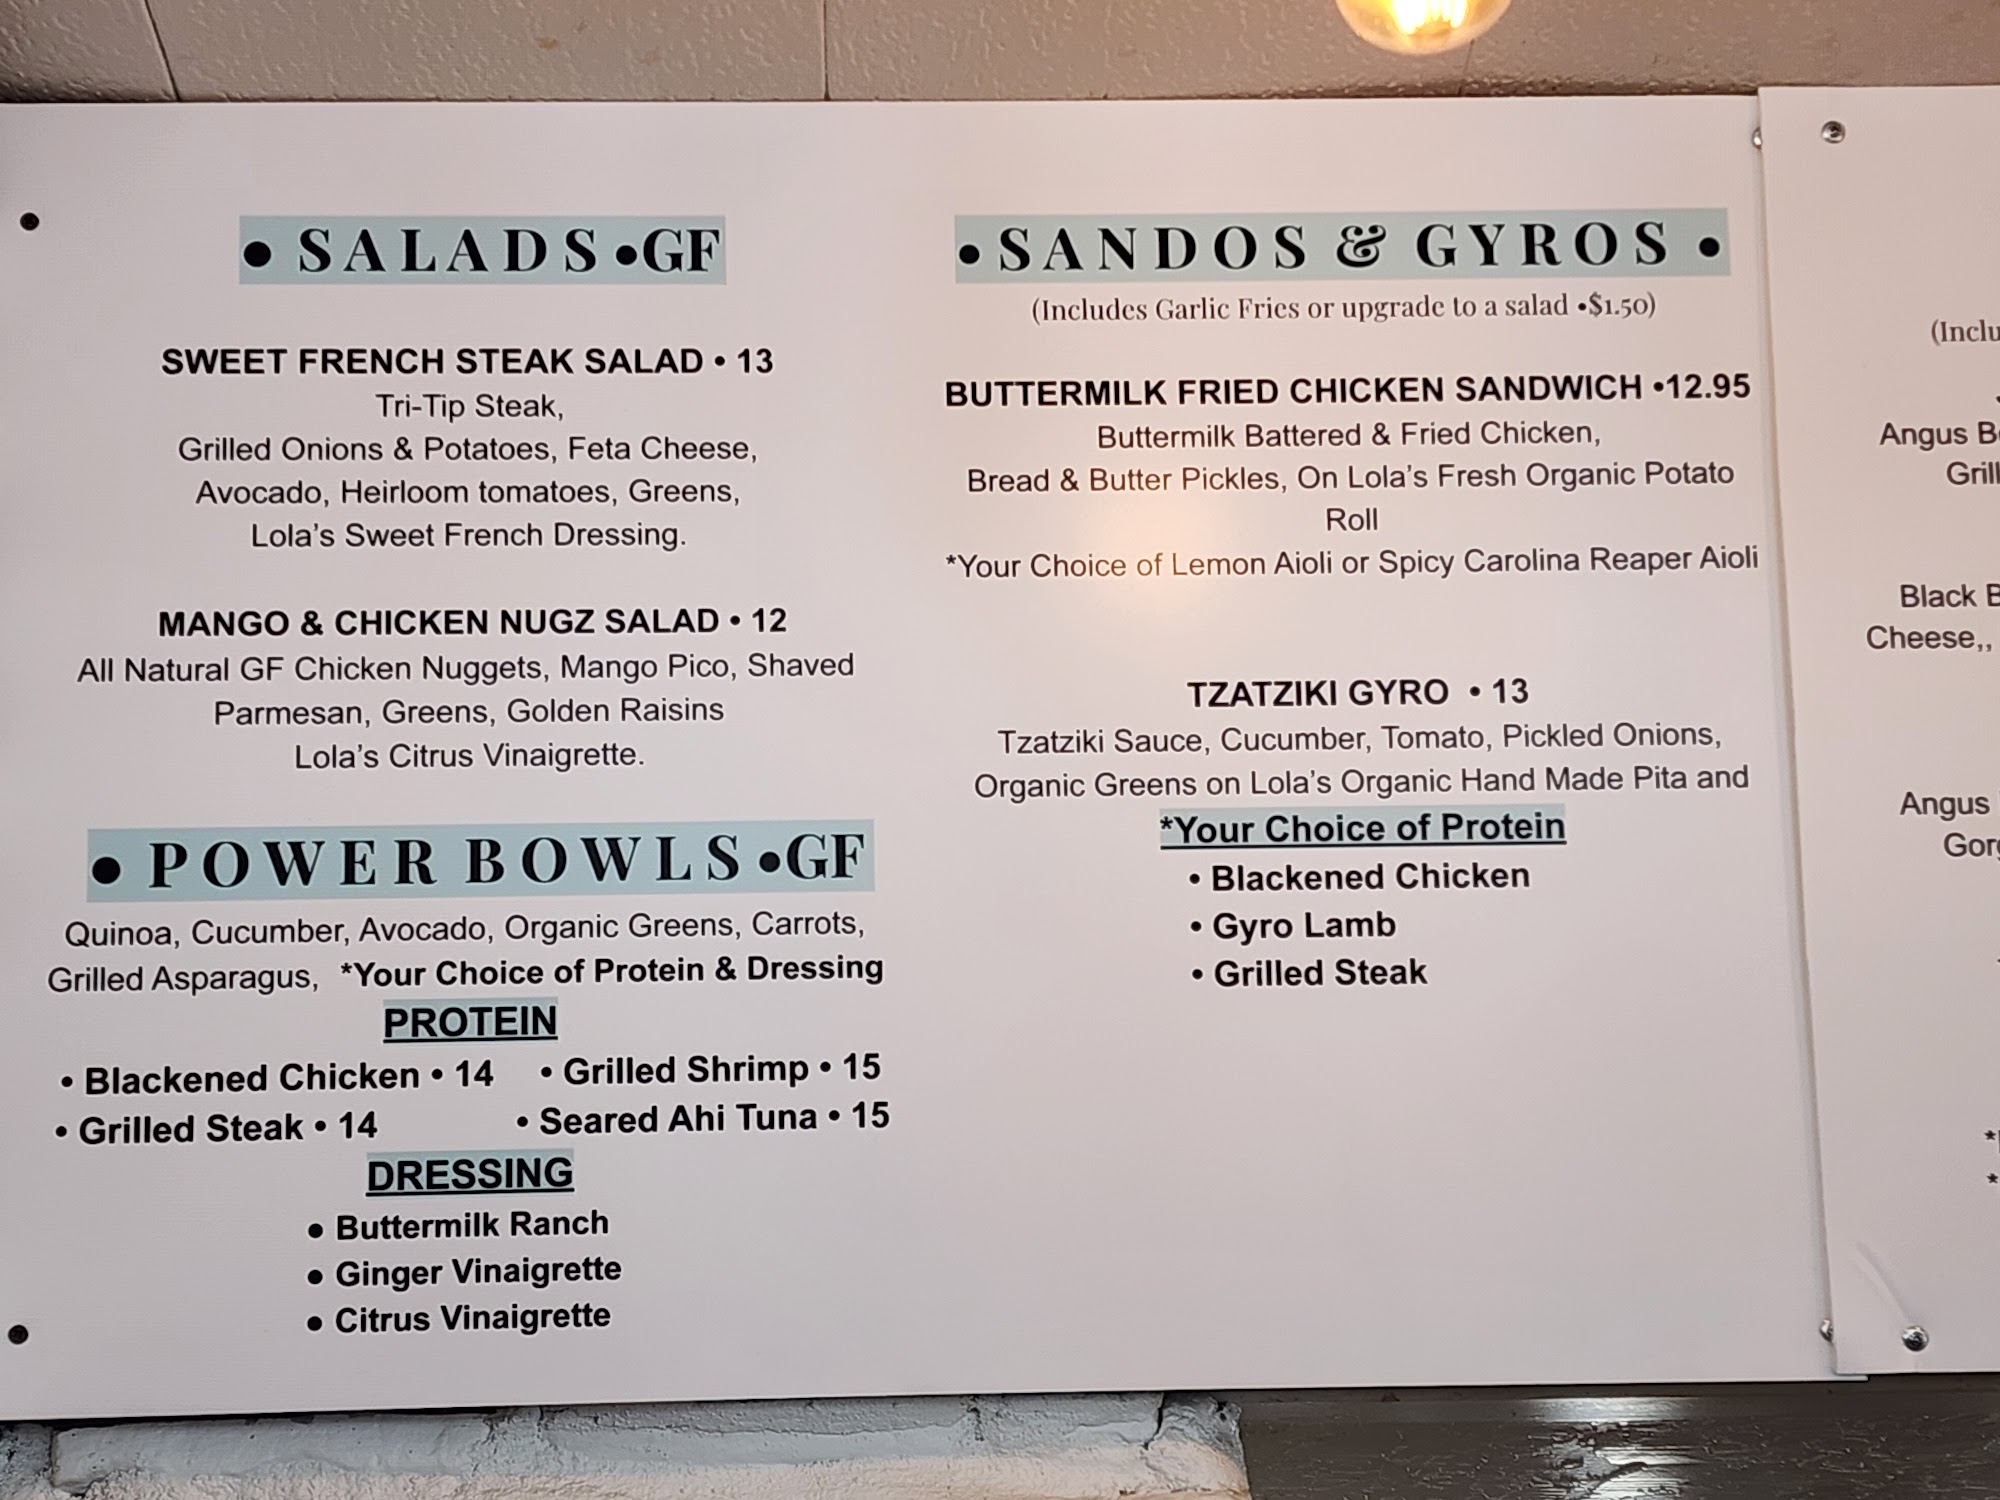 • SALADS •GF
SWEET FRENCH STEAK SALAD • 13
Tri-Tip Steak,
Grilled Onions & Potatoes, Feta Cheese,
Avocado, Heirloom tomatoes, Greens,
Lola's Sweet French Dressing.
MANGO & CHICKEN NUGZ SALAD • 12
All Natural GF Chicken Nuggets, Mango Pico, Shaved
Parmesan, Greens, Golden Raisins
Lola's Citrus Vinaigrette.
• POWER BOWLS •GF
Quinoa, Cucumber, Avocado, Organic Greens, Carrots,
Grilled Asparagus, *Your Choice of Protein & Dressing
PROTEIN
• Blackened Chicken • 14 • Grilled Shrimp • 15
• Grilled Steak • 14 • Seared Ahi Tuna • 15
DRESSING
• Buttermilk Ranch
• Ginger Vinaigrette
• Citrus Vinaigrette
• SANDOS & GYROS •
(Includes Garlic Fries or upgrade to a salad •$1.50)
BUTTERMILK FRIED CHICKEN SANDWICH •12.95
Buttermilk Battered & Fried Chicken,
Bread & Butter Pickles, On Lola's Fresh Organic Potato
Roll
*Your Choice of Lemon Aioli or Spicy Carolina Reaper Aioli
TZATZIKI GYRO • 13
Tzatziki Sauce, Cucumber, Tomato, Pickled Onions,
Organic Greens on Lola's Organic Hand Made Pita and
*Your Choice of Protein
• Blackened Chicken
• Gyro Lamb
• Grilled Steak
Angus
Black
Cheese,,
Angus